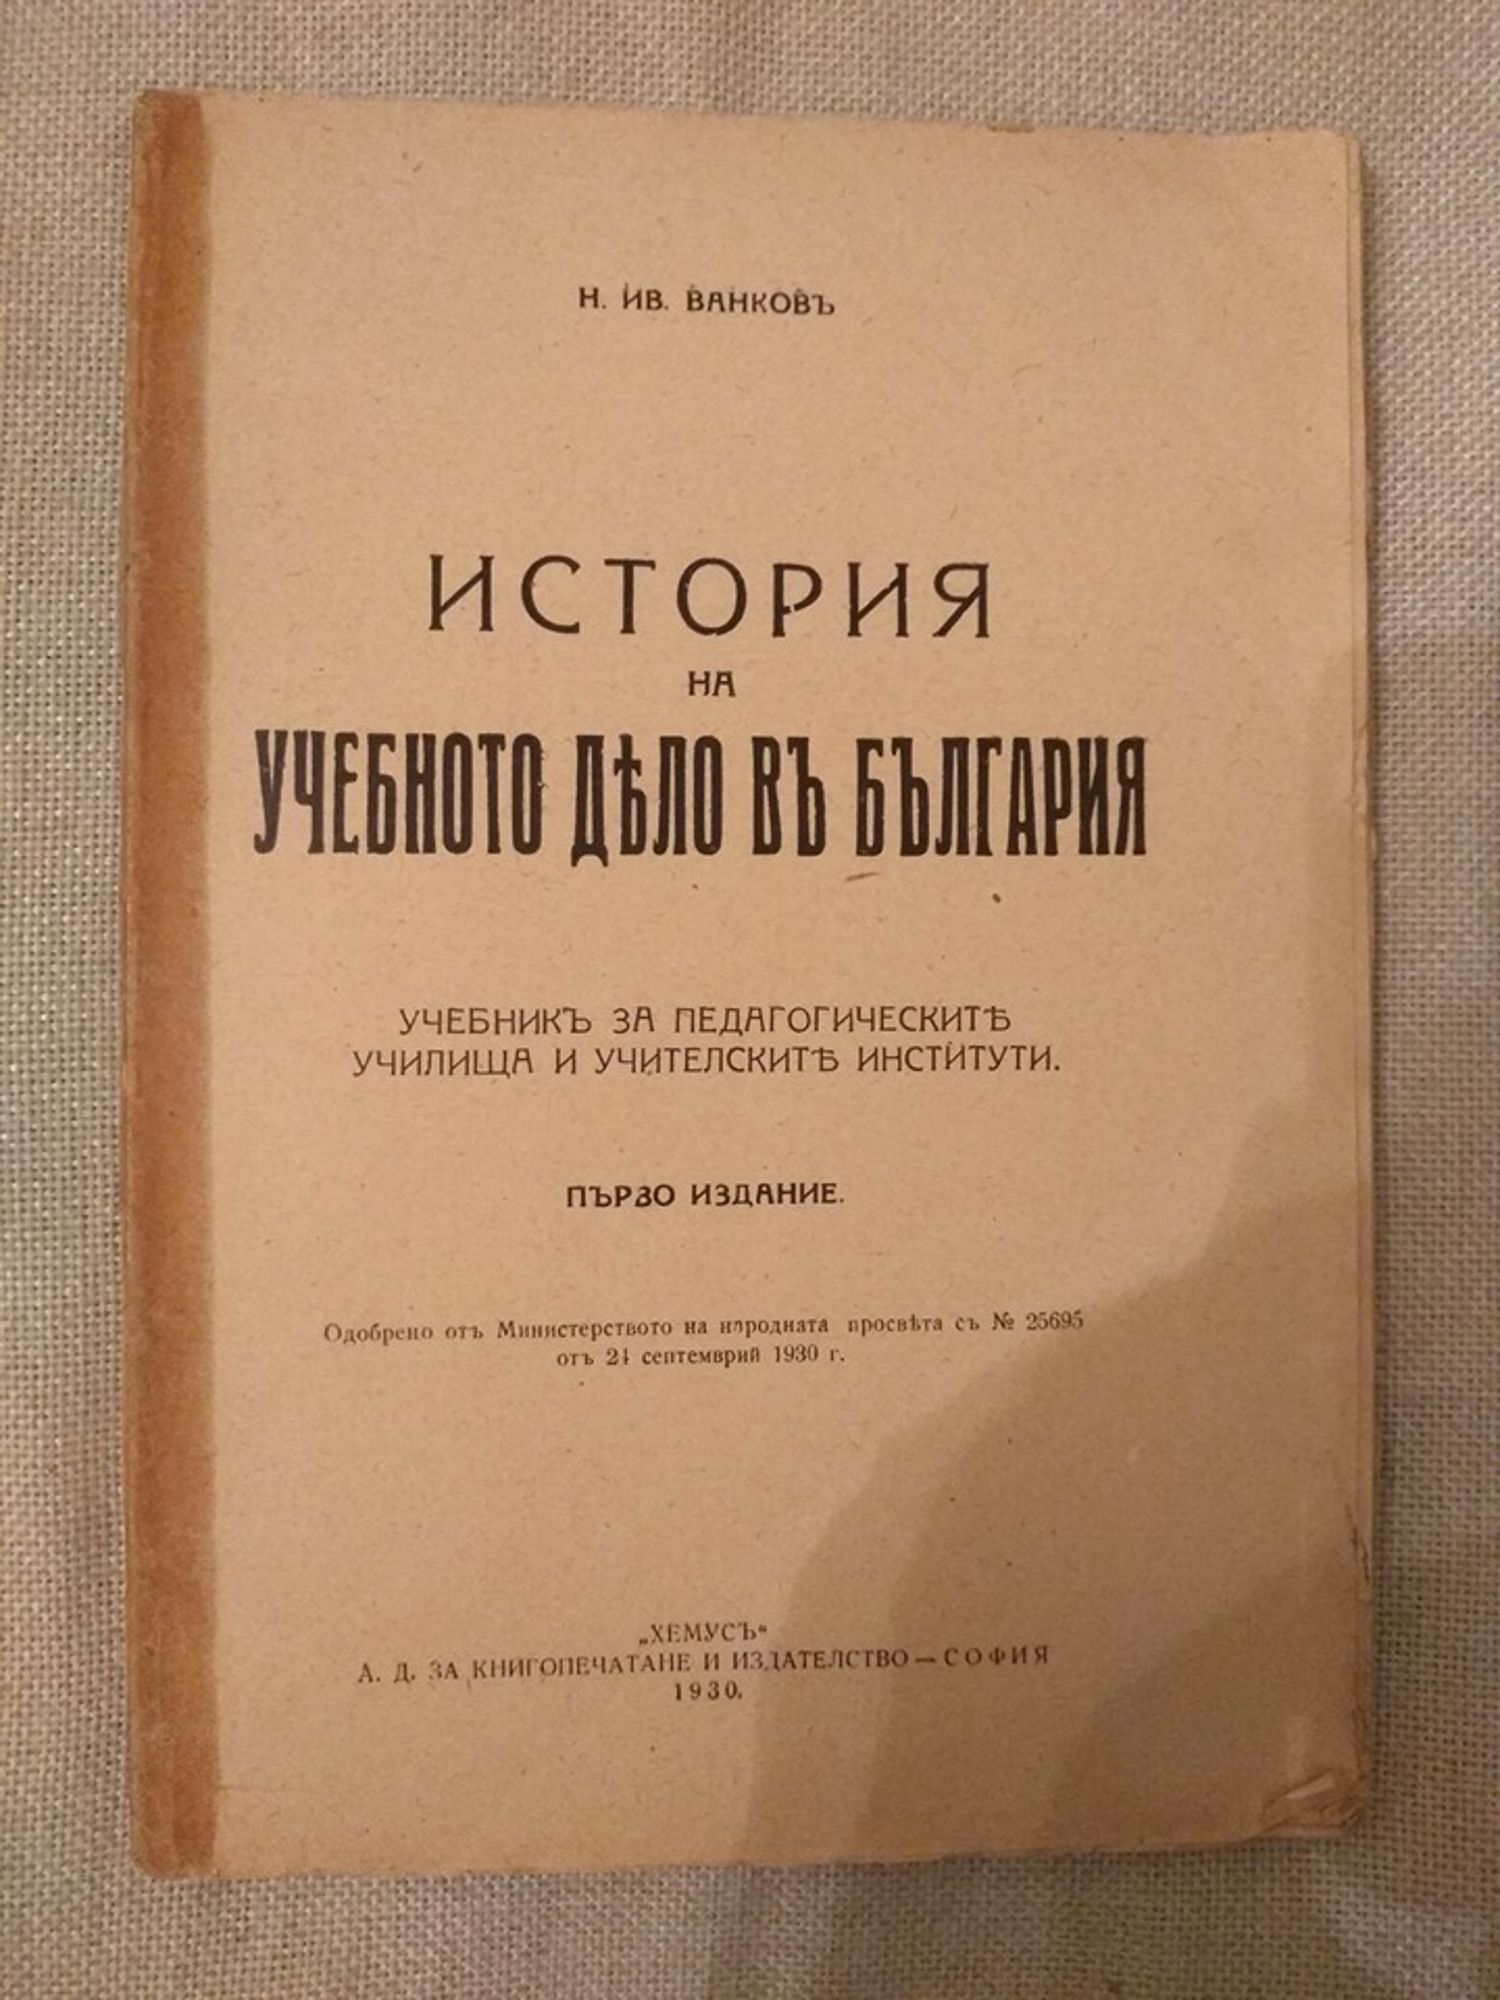 Н. ИВ. ВАНКОВЪ
ИСТОРИЯ
НА
УЧЕБНОТО ДѢЛО ВЪ БЪЛГАРИЯ
УЧЕБНИКЪ ЗА ПЕДАГОГИЧЕСКИТѢ
УЧИЛИЩА И УЧИТЕЛСКИТѢ ИНСТИТУТИ.
ПЪРВО ИЗДАНИЕ.
Одобрено отъ Министерството на народната просвѣта съ № 25695
отъ 24 септемврий 1930 г.
„ХЕМУСЪ“
А. Д. ЗА КНИГОПЕЧАТАНЕ И ИЗДАТЕЛСТВО — СОФИЯ
1930.